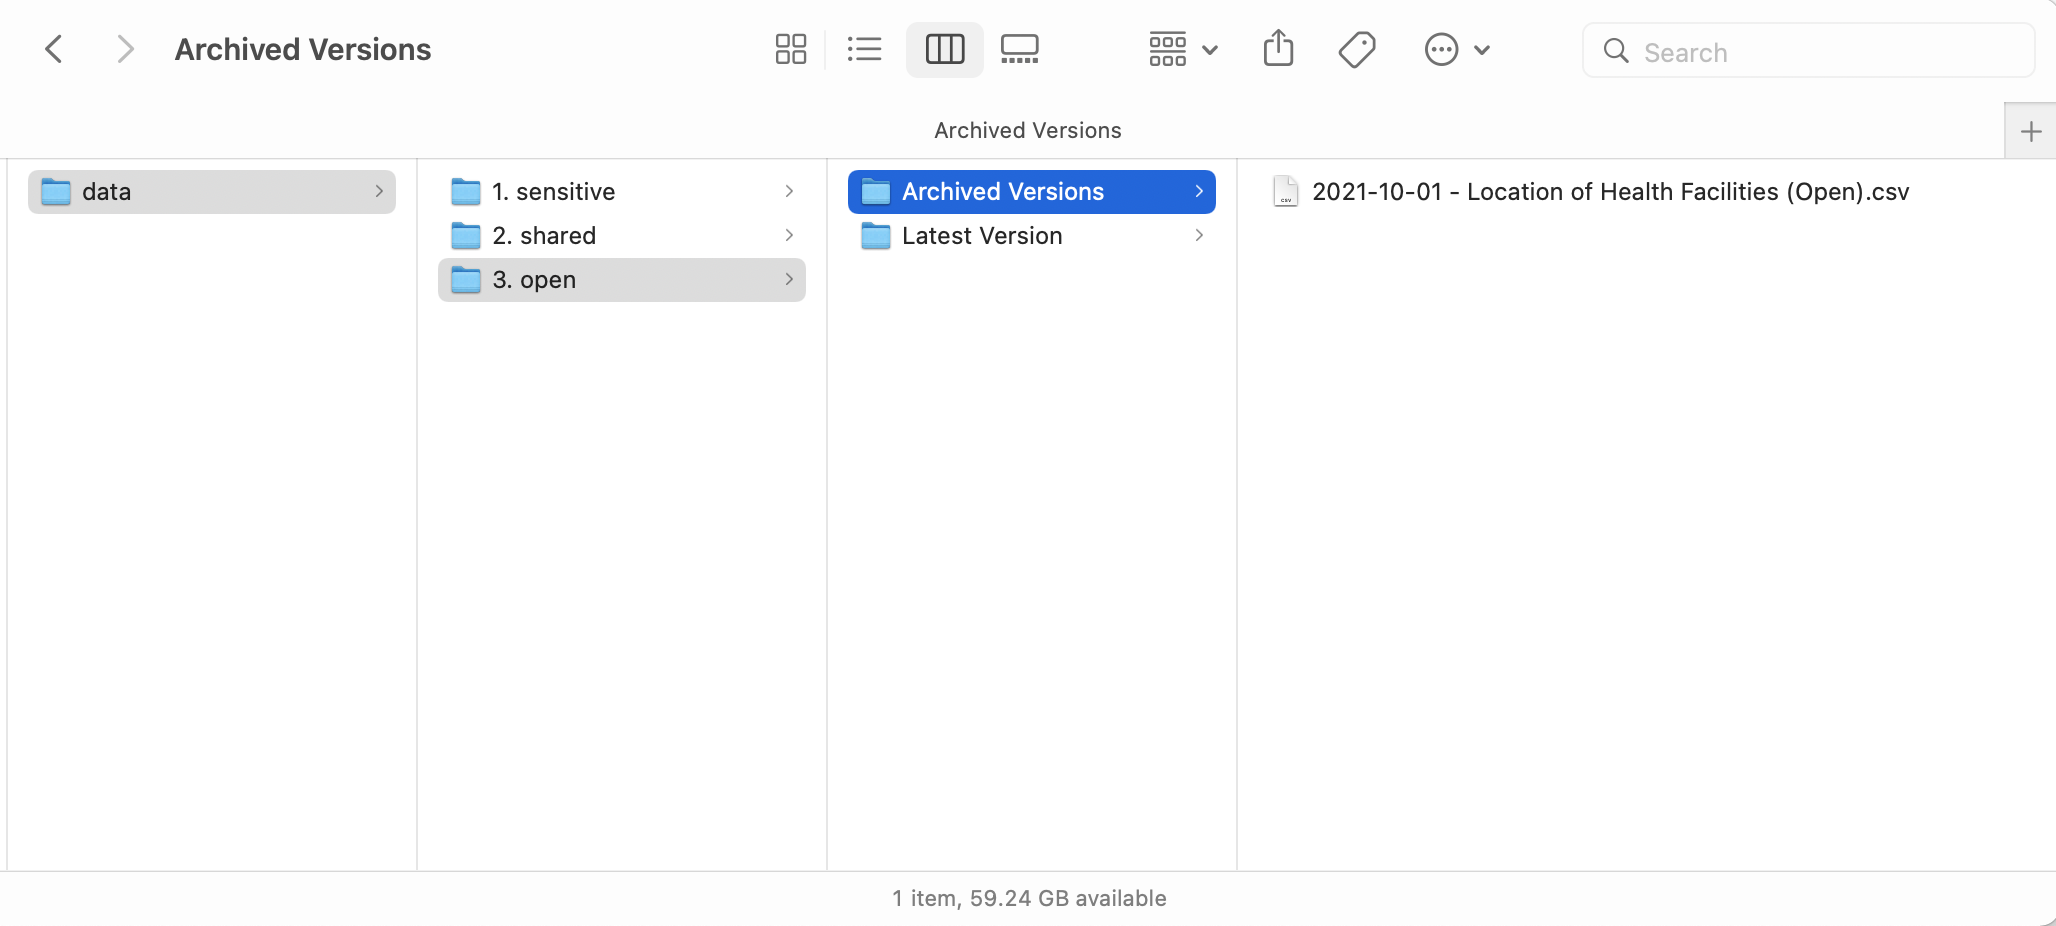 Archived Versions
Search
Archived Versions
data
1. sensitive
2. shared
3. open
Archived Versions
Latest Version
2021-10-01 - Location of Health Facilities (Open).csv
1 item, 59.24 GB available